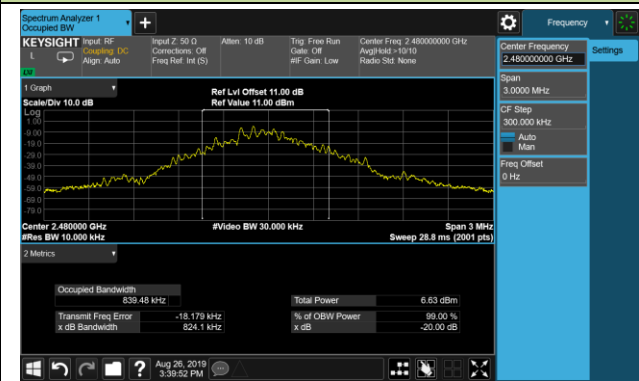 Spectrum Analyzer 1
Occupied BW
Frequency
KEYSIGHT
L
Input: RF
Coupling: DC
Align: Auto
Input Z: 50 Ω
Corrections: Off
Freq Ref: Int (S)
Atten: 10 dB
Trig: Free Run
Gate: Off
#IF Gain: Low
Center Freq: 2.480000000 GHz
Avg|Hold:>10/10
Radio Std: None
Center Frequency
2.480000000 GHz
Settings
Span
3.0000 MHz
CF Step
300.000 kHz
Auto
Man
Freq Offset
0 Hz
1 Graph
Scale/Div 10.0 dB
Ref Lvl Offset 11.00 dB
Ref Value 11.00 dBm
Log
1.00
-9.00
-19.0
-29.0
-39.0
-49.0
-59.0
-69.0
-79.0
Center 2.480000 GHz
#Res BW 10.000 kHz
#Video BW 30.000 kHz
Span 3 MHz
Sweep 28.8 ms (2001 pts)
2 Metrics
Occupied Bandwidth
839.48 kHz
Total Power 6.63 dBm
Transmit Freq Error -18.179 kHz
% of OBW Power 99.00 %
x dB Bandwidth 824.1 kHz
x dB -20.00 dB
?
Aug 26, 2019
3:39:52 PM